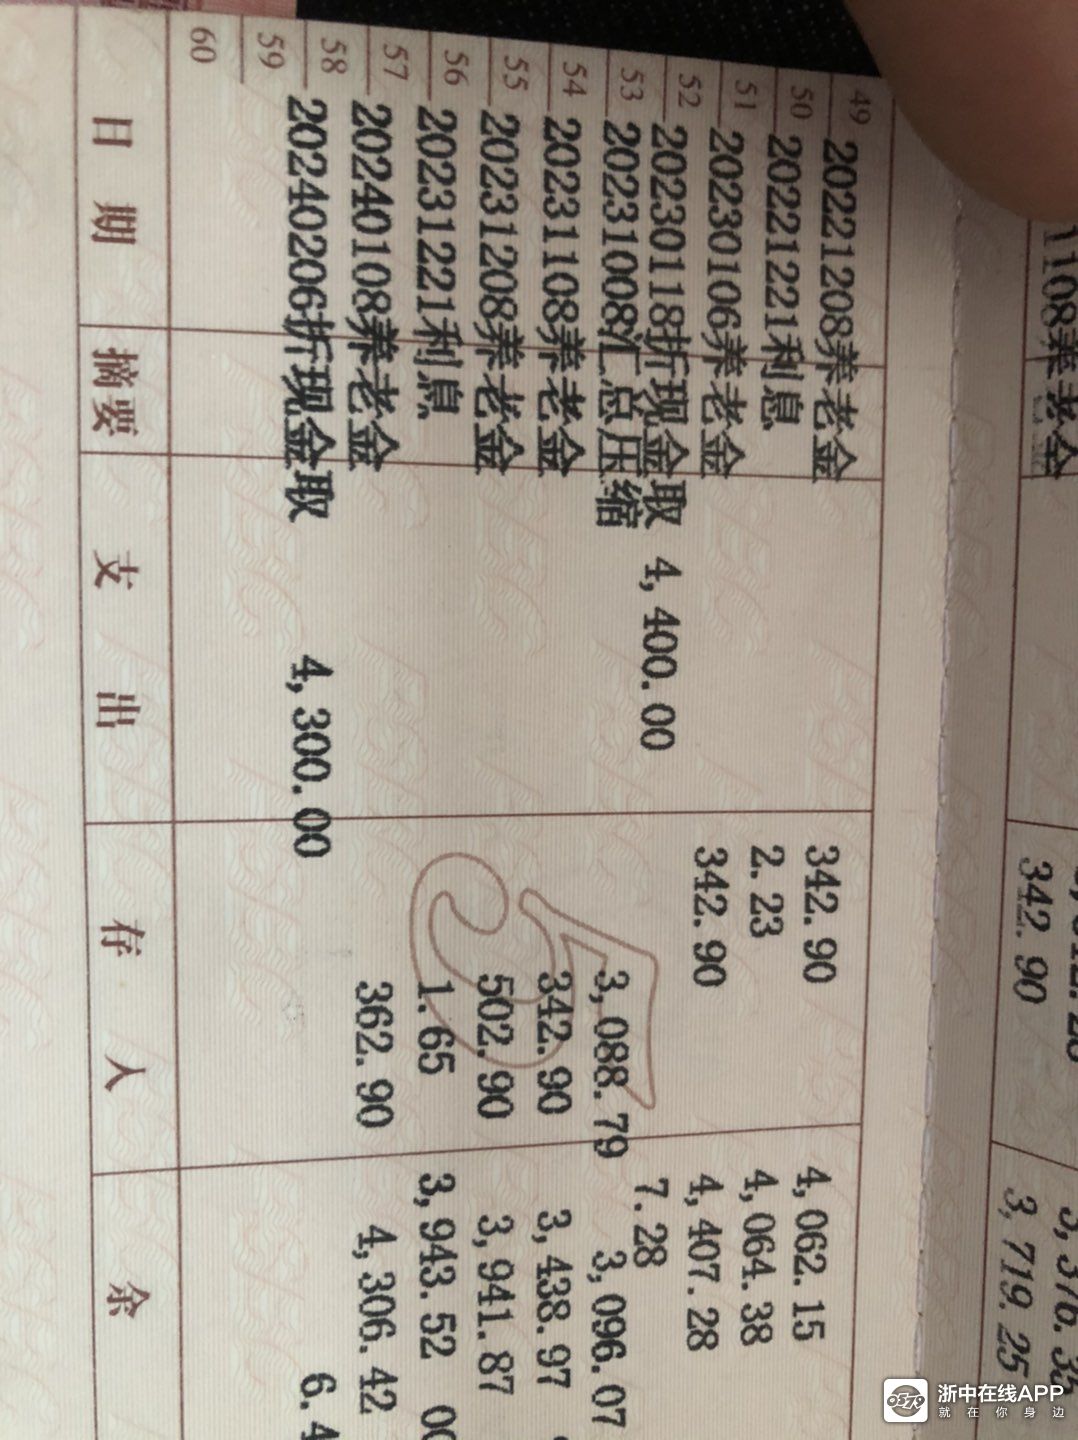 1108养老金 342.90 3,719.25
49 20221208养老金 342.90 4,062.15
50 20221221利息 2.23 4,064.38
51 20230106养老金 342.90 4,407.28
52 20230118折现金取 4,400.00 7.28
53 20231008汇总压缩 3,088.79 3,096.07
54 20231108养老金 342.90 3,438.97
55 20231208养老金 502.90 3,941.87
56 20231221利息 1.65 3,943.52
57 20240108养老金 362.90 4,306.42
58 20240206折现金取 4,300.00 6.4
59
60
日期 摘要 支出 存入 余
0579 浙中在线APP
就在你身边